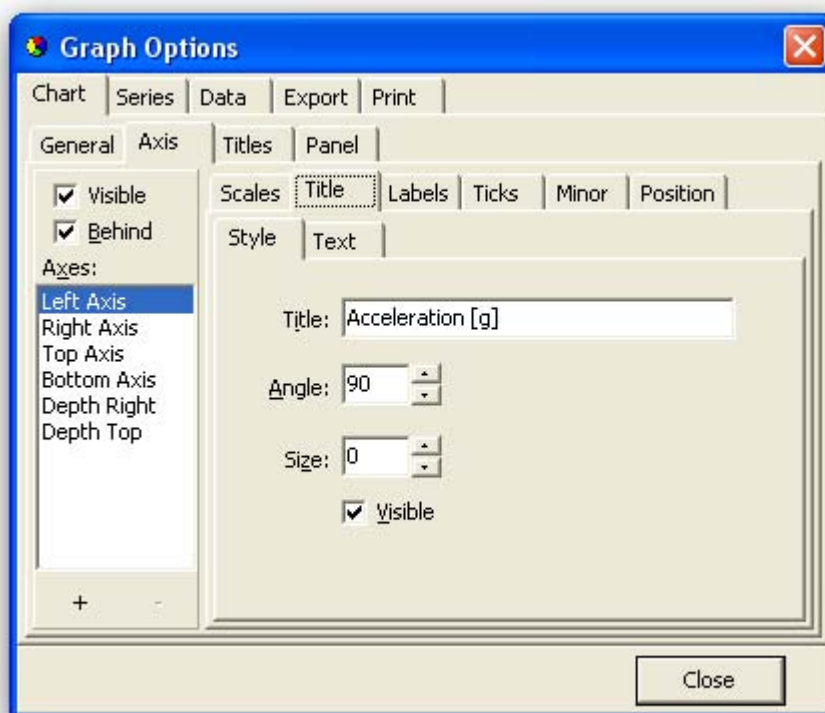 Graph Options
Chart Series Data Export Print
General Axis Titles Panel
Visible
Behind
Axes:
Left Axis
Right Axis
Top Axis
Bottom Axis
Depth Right
Depth Top
+ -
Scales Title Labels Ticks Minor Position
Style Text
Title: Acceleration [g]
Angle: 90
Size: 0
Visible
Close